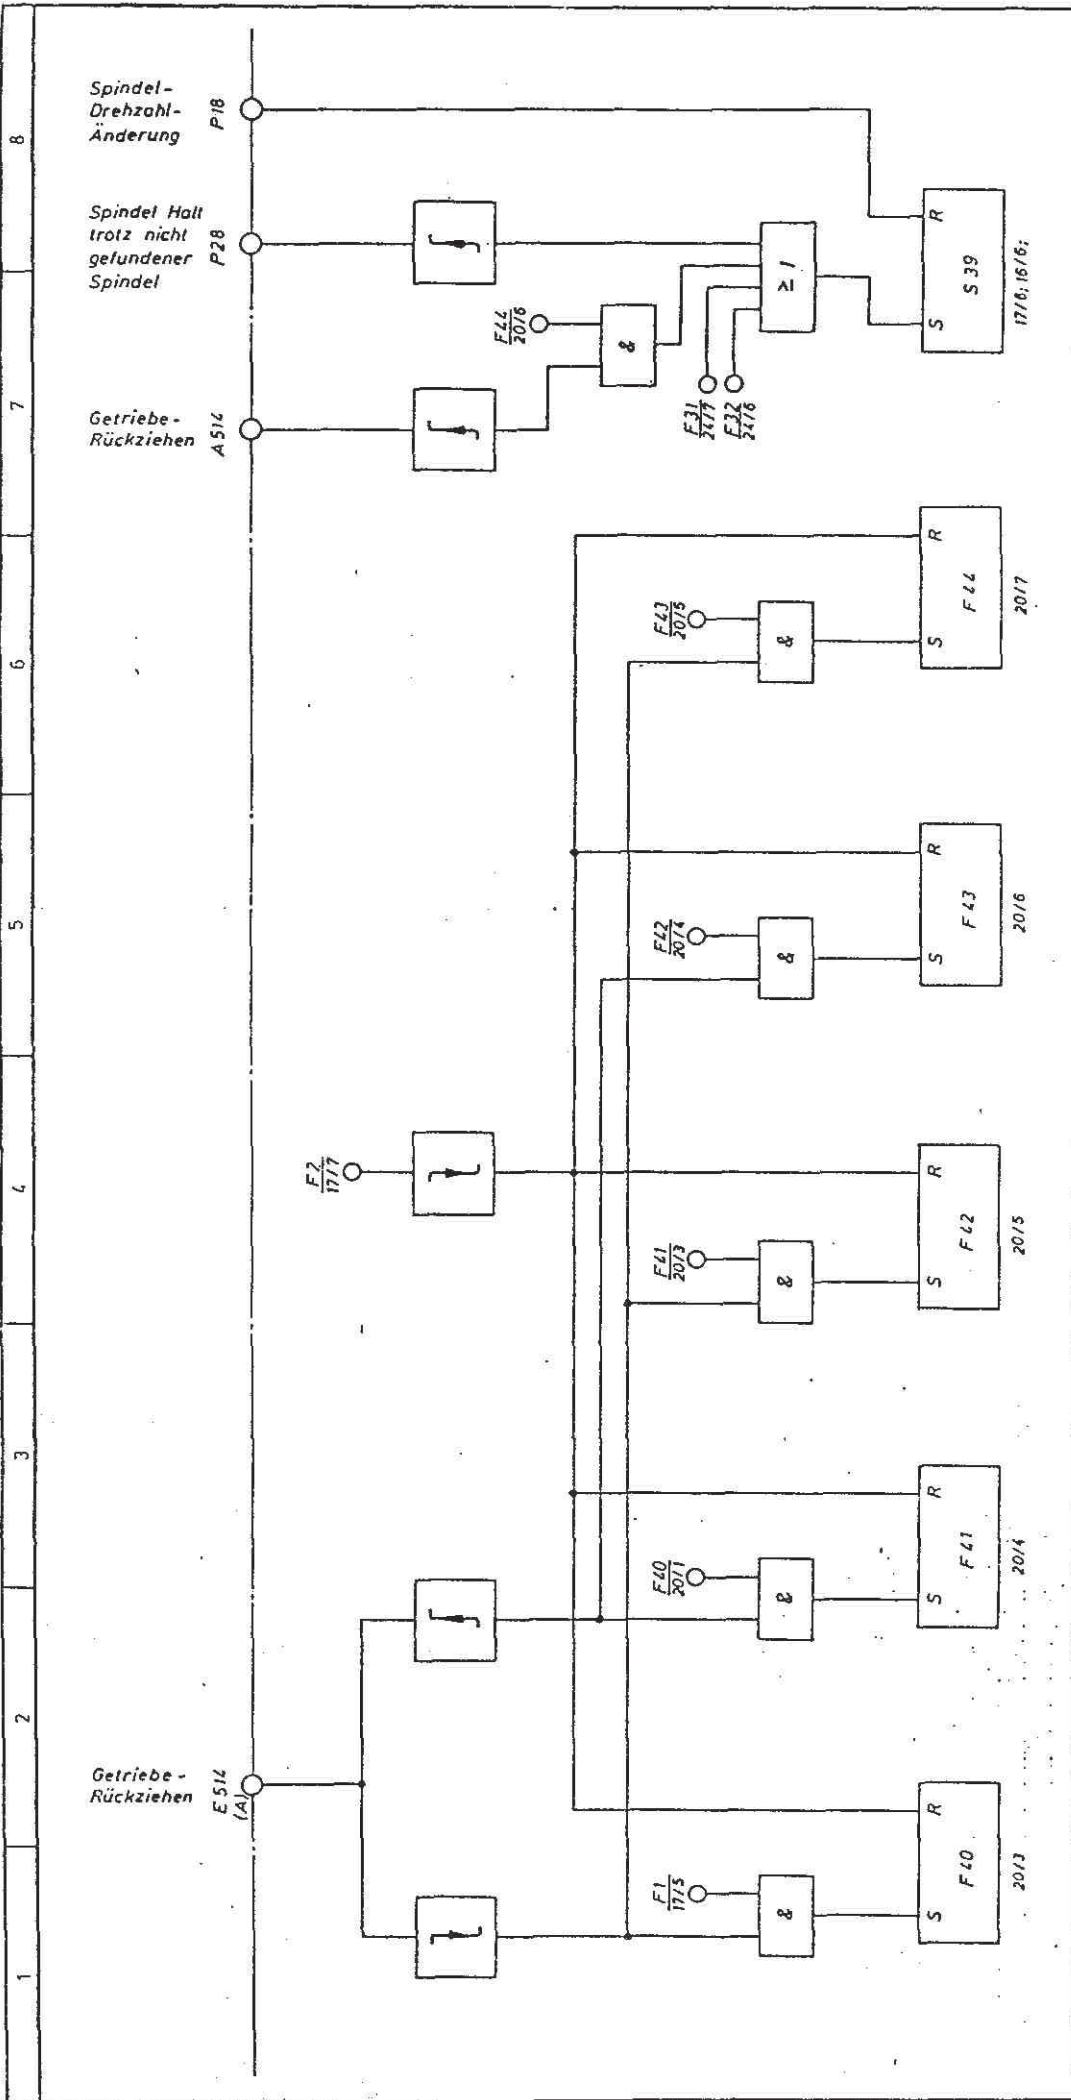 8
7
6
5
4
3
2
1
Spindel-
Drehzahl-
Änderung
P18
Spindel Halt
trotz nicht
gefundener
Spindel
P28
Getriebe-
Rückziehen
A514
Getriebe-
Rückziehen
E514
(A)
F44
20/6
&
≥1
F31
24/7
F32
24/6
R
S39
S
17/6; 16/6;
F43
20/5
&
R
F44
S
20/7
F42
20/4
&
R
F43
S
20/6
F2
17/7
F41
20/3
&
R
F42
S
20/5
F40
20/1
&
R
F41
S
20/4
F1
17/5
&
R
F40
S
20/3